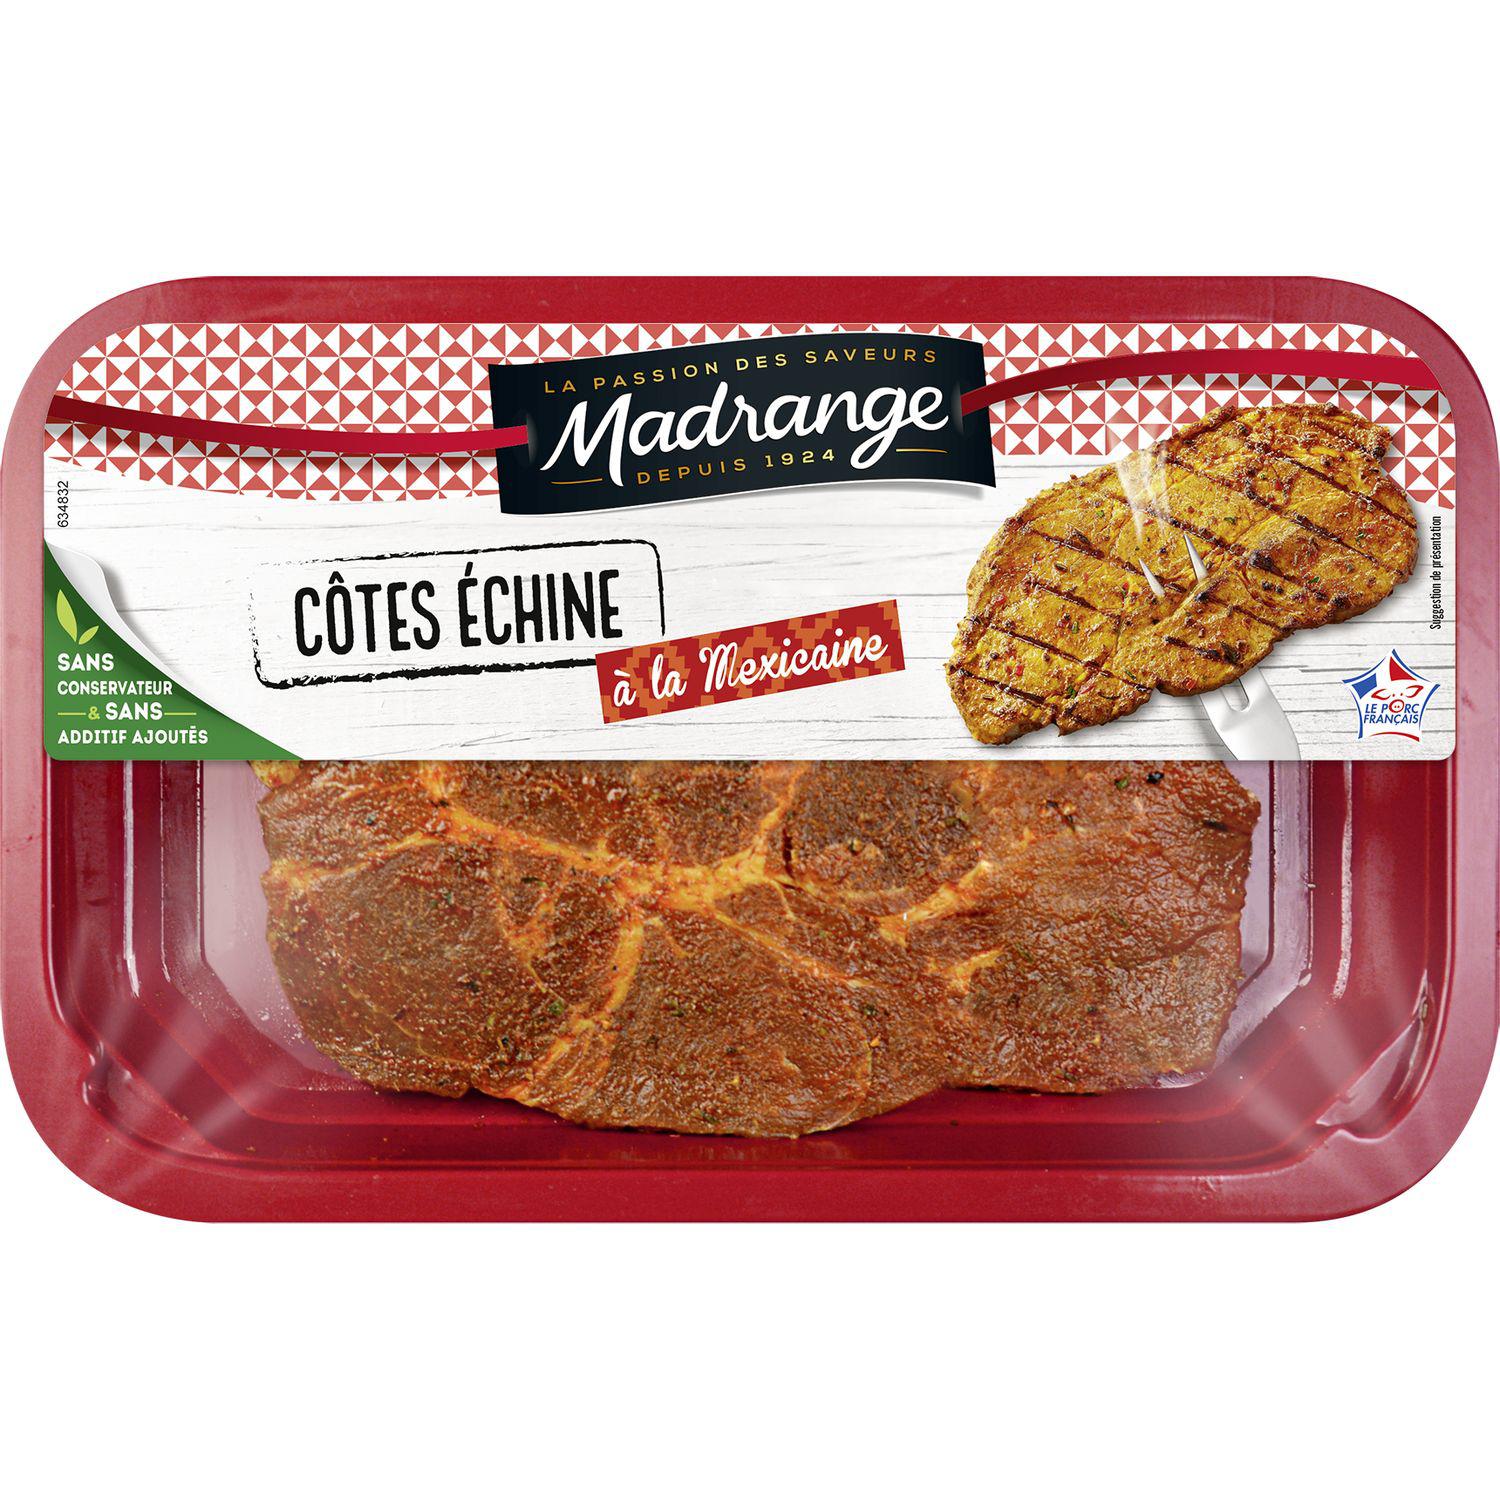 LA PASSION DES SAVEURS
Madrange
DEPUIS 1924
634832
CÔTES ÉCHINE
à la Mexicaine
Suggestion de présentation
SANS
CONSERVATEUR
& SANS
ADDITIF AJOUTÉS
LE PORC
FRANÇAIS